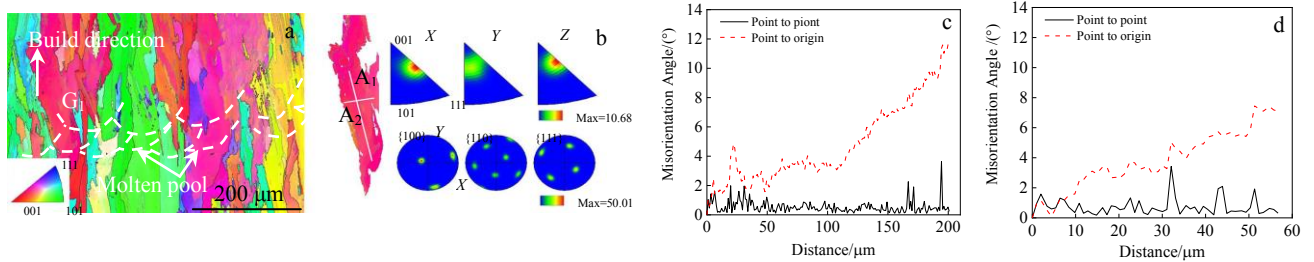 a
Build direction
G1
Molten pool
111
001 101
200 μm
b
X Y Z
001
A1
A2
101
111
Max=10.68
{100} {110} {111}
Y
X
Max=50.01
c
Point to piont
Point to origin
Misorientation Angle/(°)
14
12
10
8
6
4
2
0
0 50 100 150 200
Distance/μm
d
Point to point
Point to origin
Misorientation Angle/(°)
14
12
10
8
6
4
2
0
0 10 20 30 40 50 60
Distance/μm